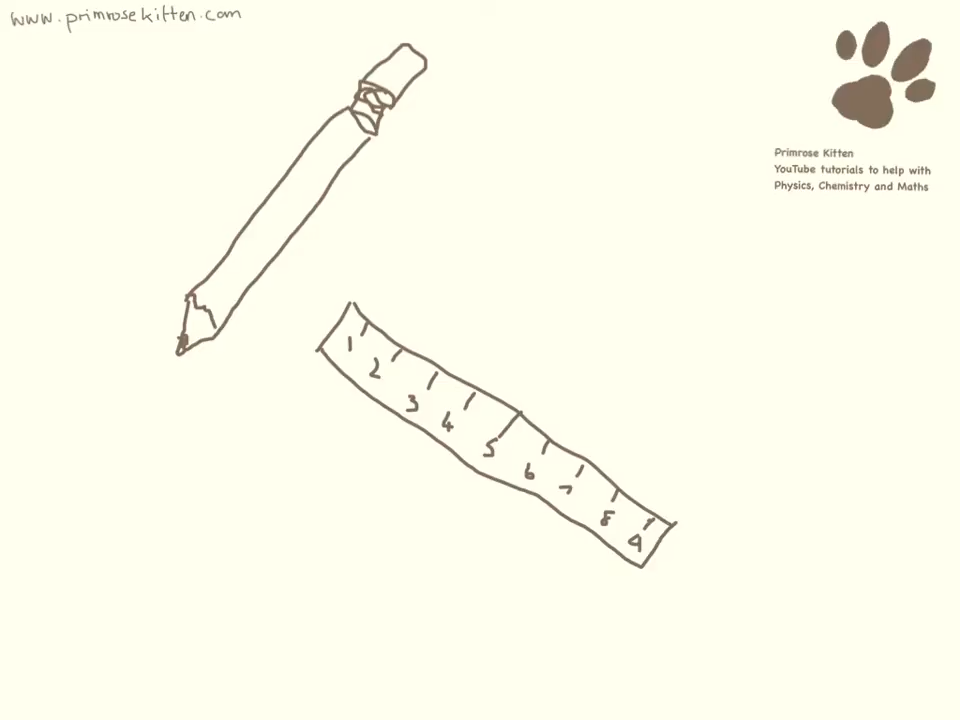 www.primrosekitten.com
Primrose Kitten
YouTube tutorials to help with
Physics, Chemistry and Maths
1
2
3
4
5
6
7
8
9